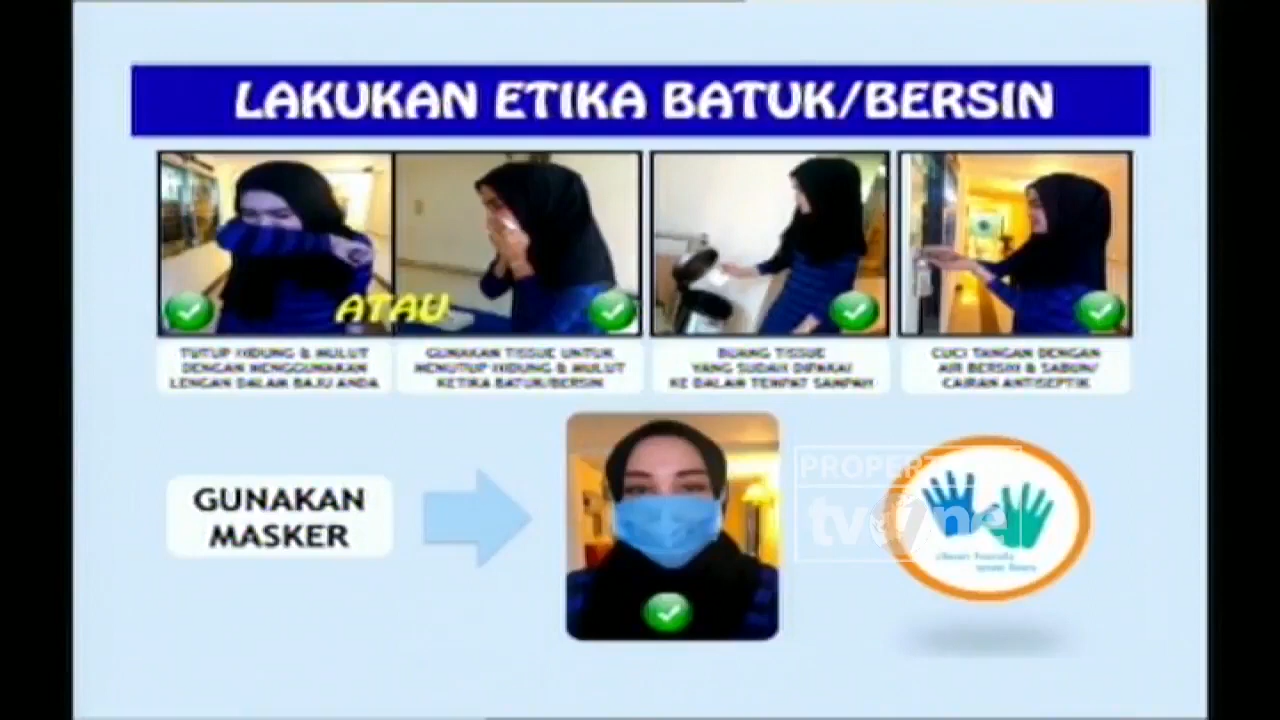 LAKUKAN ETIKA BATUK/BERSIN
ATAU
TUTUP HIDUNG & MULUT
DENGAN MENGGUNAKAN
LENGAN DALAM BAJU ANDA
GUNAKAN TISSUE UNTUK
MENUTUP HIDUNG & MULUT
KETIKA BATUK/BERSIN
BUANG TISSUE
YANG SUDAH DIPAKAI
KE DALAM TEMPAT SAMPAH
CUCI TANGAN DENGAN
AIR BERSIH & SABUN/
CAIRAN ANTISEPTIK
GUNAKAN
MASKER
tvOne